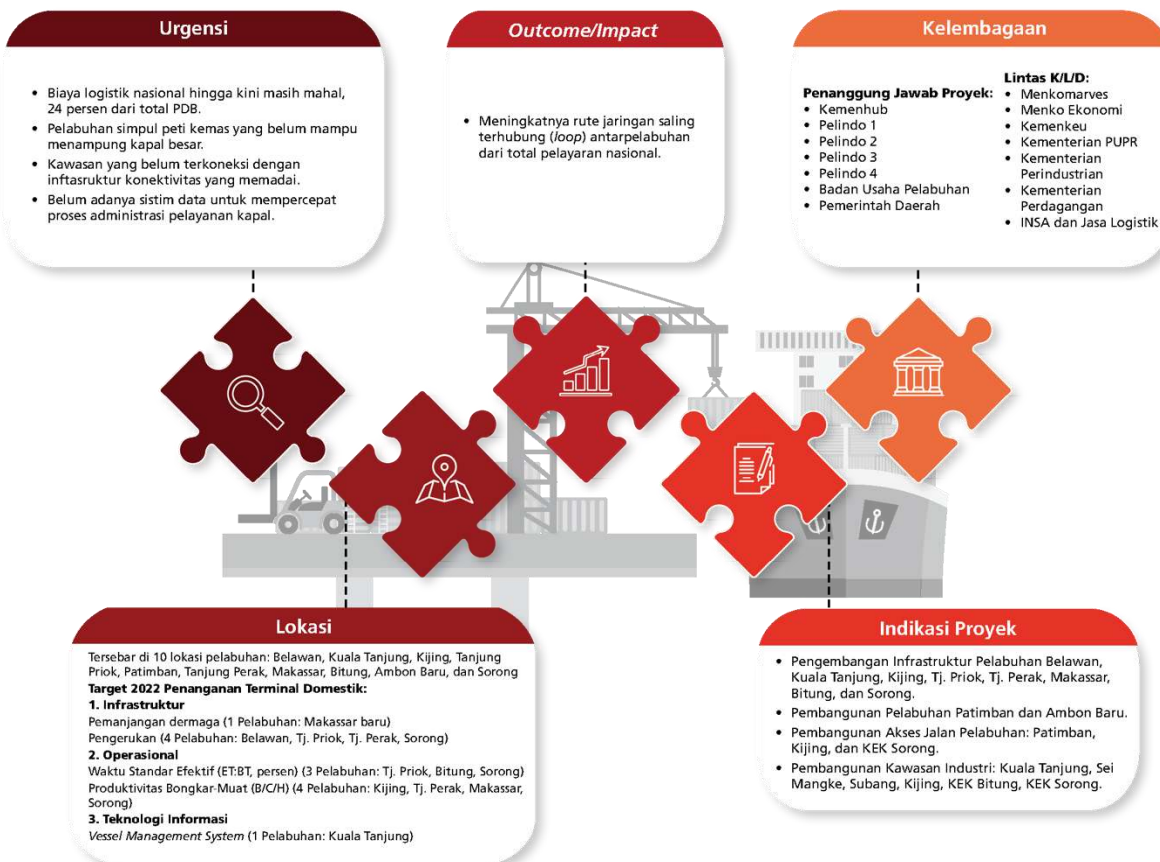 Urgensi
• Biaya logistik nasional hingga kini masih mahal,
24 persen dari total PDB.
• Pelabuhan simpul peti kemas yang belum mampu
menampung kapal besar.
• Kawasan yang belum terkoneksi dengan
inftasruktur konektivitas yang memadai.
• Belum adanya sistim data untuk mempercepat
proses administrasi pelayanan kapal.
Outcome/Impact
• Meningkatnya rute jaringan saling
terhubung (loop) antarpelabuhan
dari total pelayaran nasional.
Kelembagaan
Penanggung Jawab Proyek:
• Kemenhub
• Pelindo 1
• Pelindo 2
• Pelindo 3
• Pelindo 4
• Badan Usaha Pelabuhan
• Pemerintah Daerah
Lintas K/L/D:
• Menkomarves
• Menko Ekonomi
• Kemenkeu
• Kementerian PUPR
• Kementerian
Perindustrian
• Kementerian
Perdagangan
• INSA dan Jasa Logistik
Lokasi
Tersebar di 10 lokasi pelabuhan: Belawan, Kuala Tanjung, Kijing, Tanjung
Priok, Patimban, Tanjung Perak, Makassar, Bitung, Ambon Baru, dan Sorong
Target 2022 Penanganan Terminal Domestik:
1. Infrastruktur
Pemanjangan dermaga (1 Pelabuhan: Makassar baru)
Pengerukan (4 Pelabuhan: Belawan, Tj. Priok, Tj. Perak, Sorong)
2. Operasional
Waktu Standar Efektif (ET:BT, persen) (3 Pelabuhan: Tj. Priok, Bitung, Sorong)
Produktivitas Bongkar-Muat (B/C/H) (4 Pelabuhan: Kijing, Tj. Perak, Makassar,
Sorong)
3. Teknologi Informasi
Vessel Management System (1 Pelabuhan: Kuala Tanjung)
Indikasi Proyek
• Pengembangan Infrastruktur Pelabuhan Belawan,
Kuala Tanjung, Kijing, Tj. Priok, Tj. Perak, Makassar,
Bitung, dan Sorong.
• Pembangunan Pelabuhan Patimban dan Ambon Baru.
• Pembangunan Akses Jalan Pelabuhan: Patimban,
Kijing, dan KEK Sorong.
• Pembangunan Kawasan Industri: Kuala Tanjung, Sei
Mangke, Subang, Kijing, KEK Bitung, KEK Sorong.